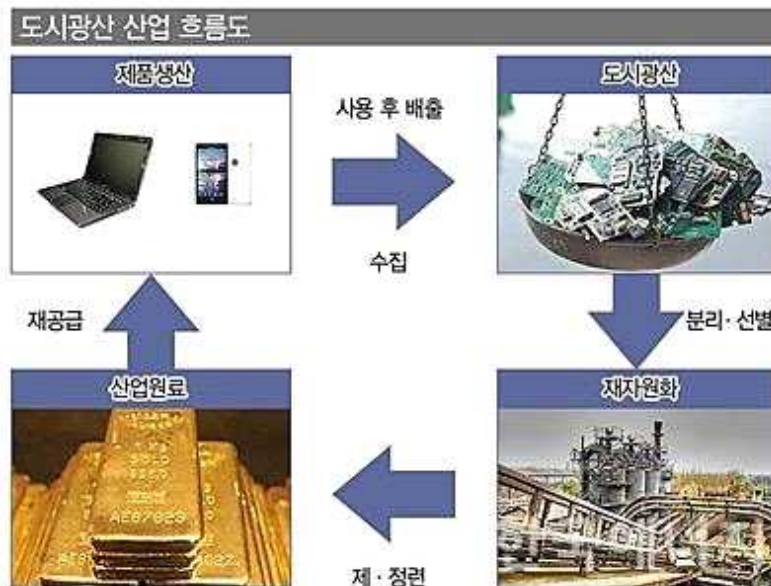 도시광산 산업 흐름도
제품생산
사용 후 배출
수집
도시광산
분리·선별
재자원화
제·정련
산업원료
재공급